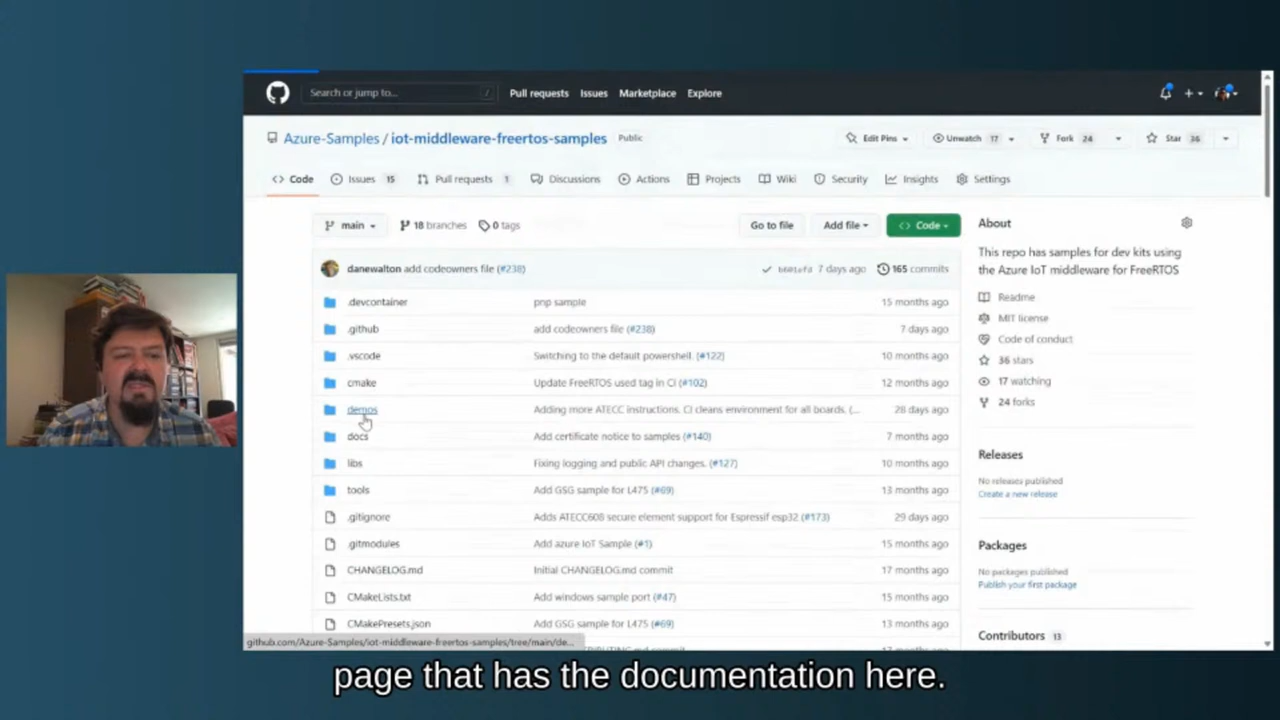 Search or jump to... /
Pull requests Issues Marketplace Explore
Azure-Samples / iot-middleware-freertos-samples Public
Edit Pins Unwatch 17 Fork 24 Star 36
Code Issues 15 Pull requests 1 Discussions Actions Projects Wiki Security Insights Settings
main 18 branches 0 tags Go to file Add file Code
danewalton add codeowners file (#238) 7 days ago 165 commits
.devcontainer pnp sample 15 months ago
.github add codeowners file (#238) 7 days ago
.vscode Switching to the default powershell. (#122) 10 months ago
cmake Update FreeRTOS used tag in CI (#102) 12 months ago
demos Adding more ATECC instructions. CI cleans environment for all boards. (... 28 days ago
docs Add certificate notice to samples (#140) 7 months ago
libs Fixing logging and public API changes. (#127) 10 months ago
tools Add GSG sample for L475 (#69) 13 months ago
.gitignore Adds ATECC608 secure element support for Espressif esp32 (#173) 29 days ago
.gitmodules Add azure IoT Sample (#1) 15 months ago
CHANGELOG.md Initial CHANGELOG.md commit 17 months ago
CMakeLists.txt Add windows sample port (#47) 15 months ago
CMakePresets.json Add GSG sample for L475 (#69) 13 months ago
About
This repo has samples for dev kits using
the Azure IoT middleware for FreeRTOS
Readme
MIT license
Code of conduct
36 stars
17 watching
24 forks
Releases
No releases published
Create a new release
Packages
No packages published
Publish your first package
Contributors 13
github.com/Azure-Samples/iot-middleware-freertos-samples/tree/main/de...
page that has the documentation here.